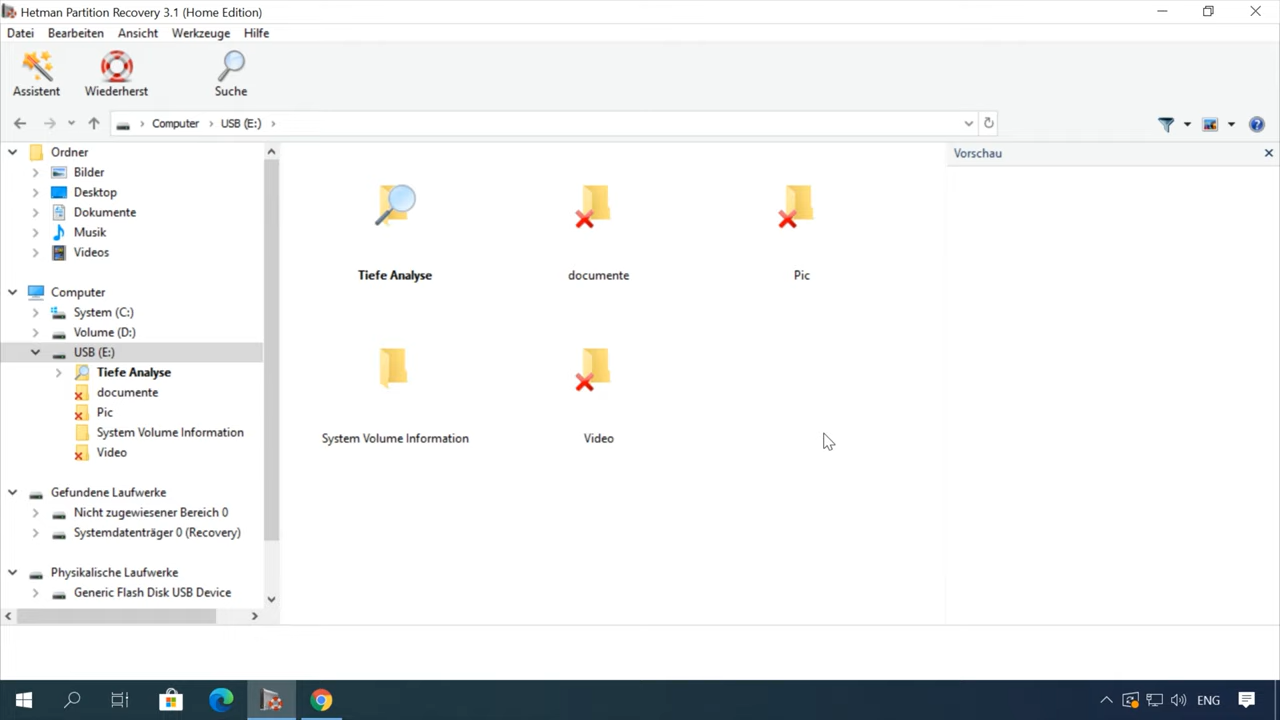 Hetman Partition Recovery 3.1 (Home Edition)
Datei Bearbeiten Ansicht Werkzeuge Hilfe
Assistent Wiederherst Suche
Computer USB (E:)
Ordner
Bilder
Desktop
Dokumente
Musik
Videos
Computer
System (C:)
Volume (D:)
USB (E:)
Tiefe Analyse
documente
Pic
System Volume Information
Video
Gefundene Laufwerke
Nicht zugewiesener Bereich 0
Systemdatenträger 0 (Recovery)
Physikalische Laufwerke
Generic Flash Disk USB Device
Tiefe Analyse documente Pic
System Volume Information Video
Vorschau
ENG